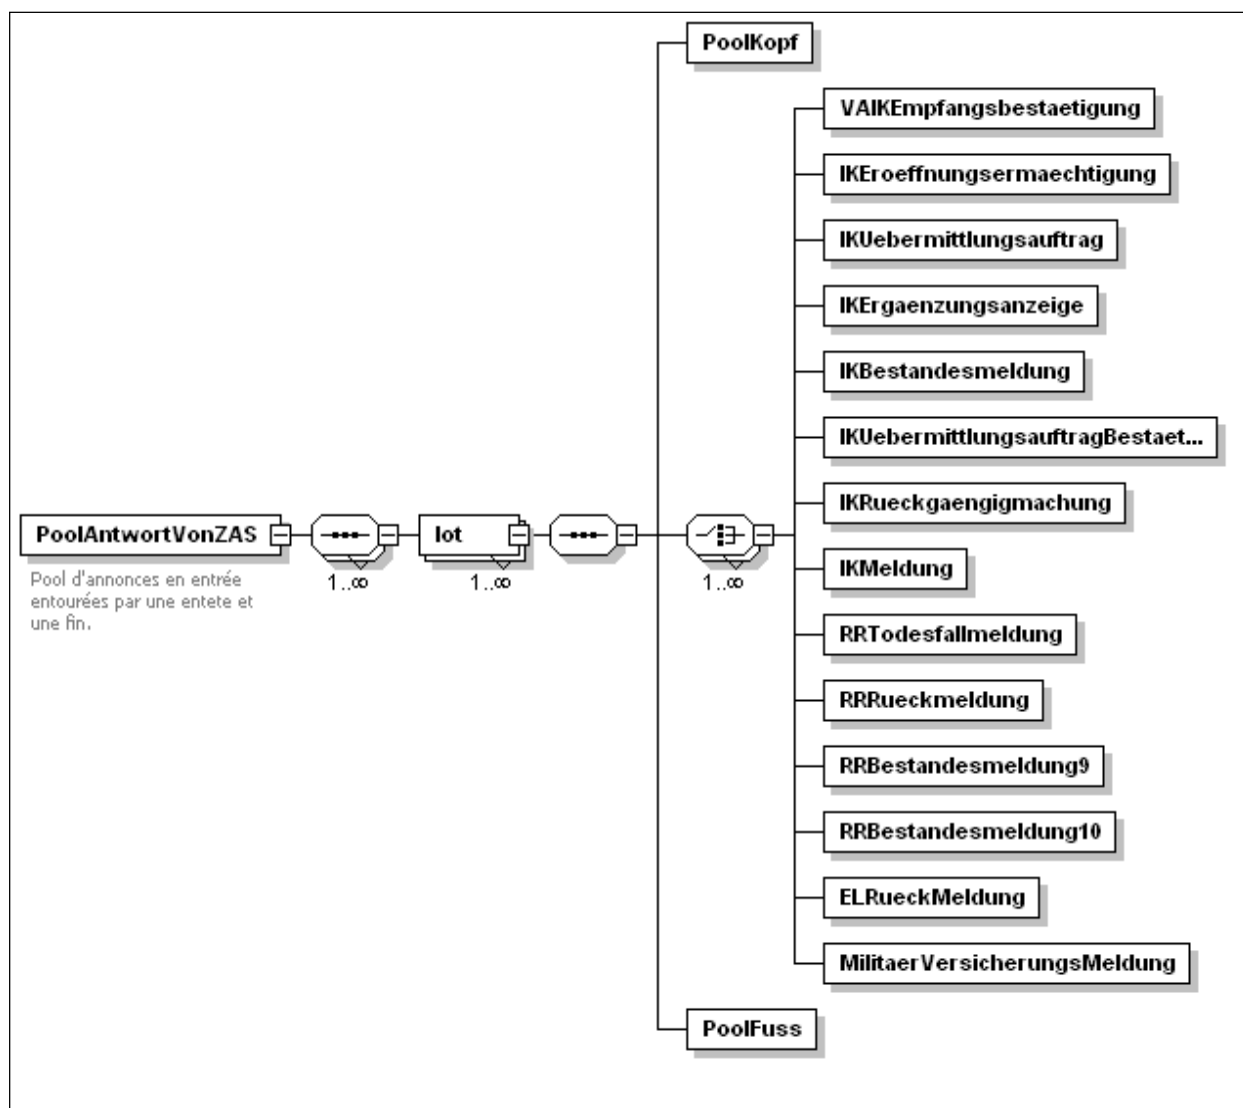 PoolKopf
VAIKEmpfangsbestaetigung
IKEroeffnungsermaechtigung
IKUebermittlungsauftrag
IKErgaenzungsanzeige
IKBestandesmeldung
IKUebermittlungsauftragBestaet...
IKRueckgaengigmachung
PoolAntwortVonZAS
lot
Pool d'annonces en entrée
entourées par une entete et
une fin.
1..∞
1..∞
1..∞
IKMeldung
RRTodesfallmeldung
RRRueckmeldung
RRBestandesmeldung9
RRBestandesmeldung10
ELRueckMeldung
MilitaerVersicherungsMeldung
PoolFuss